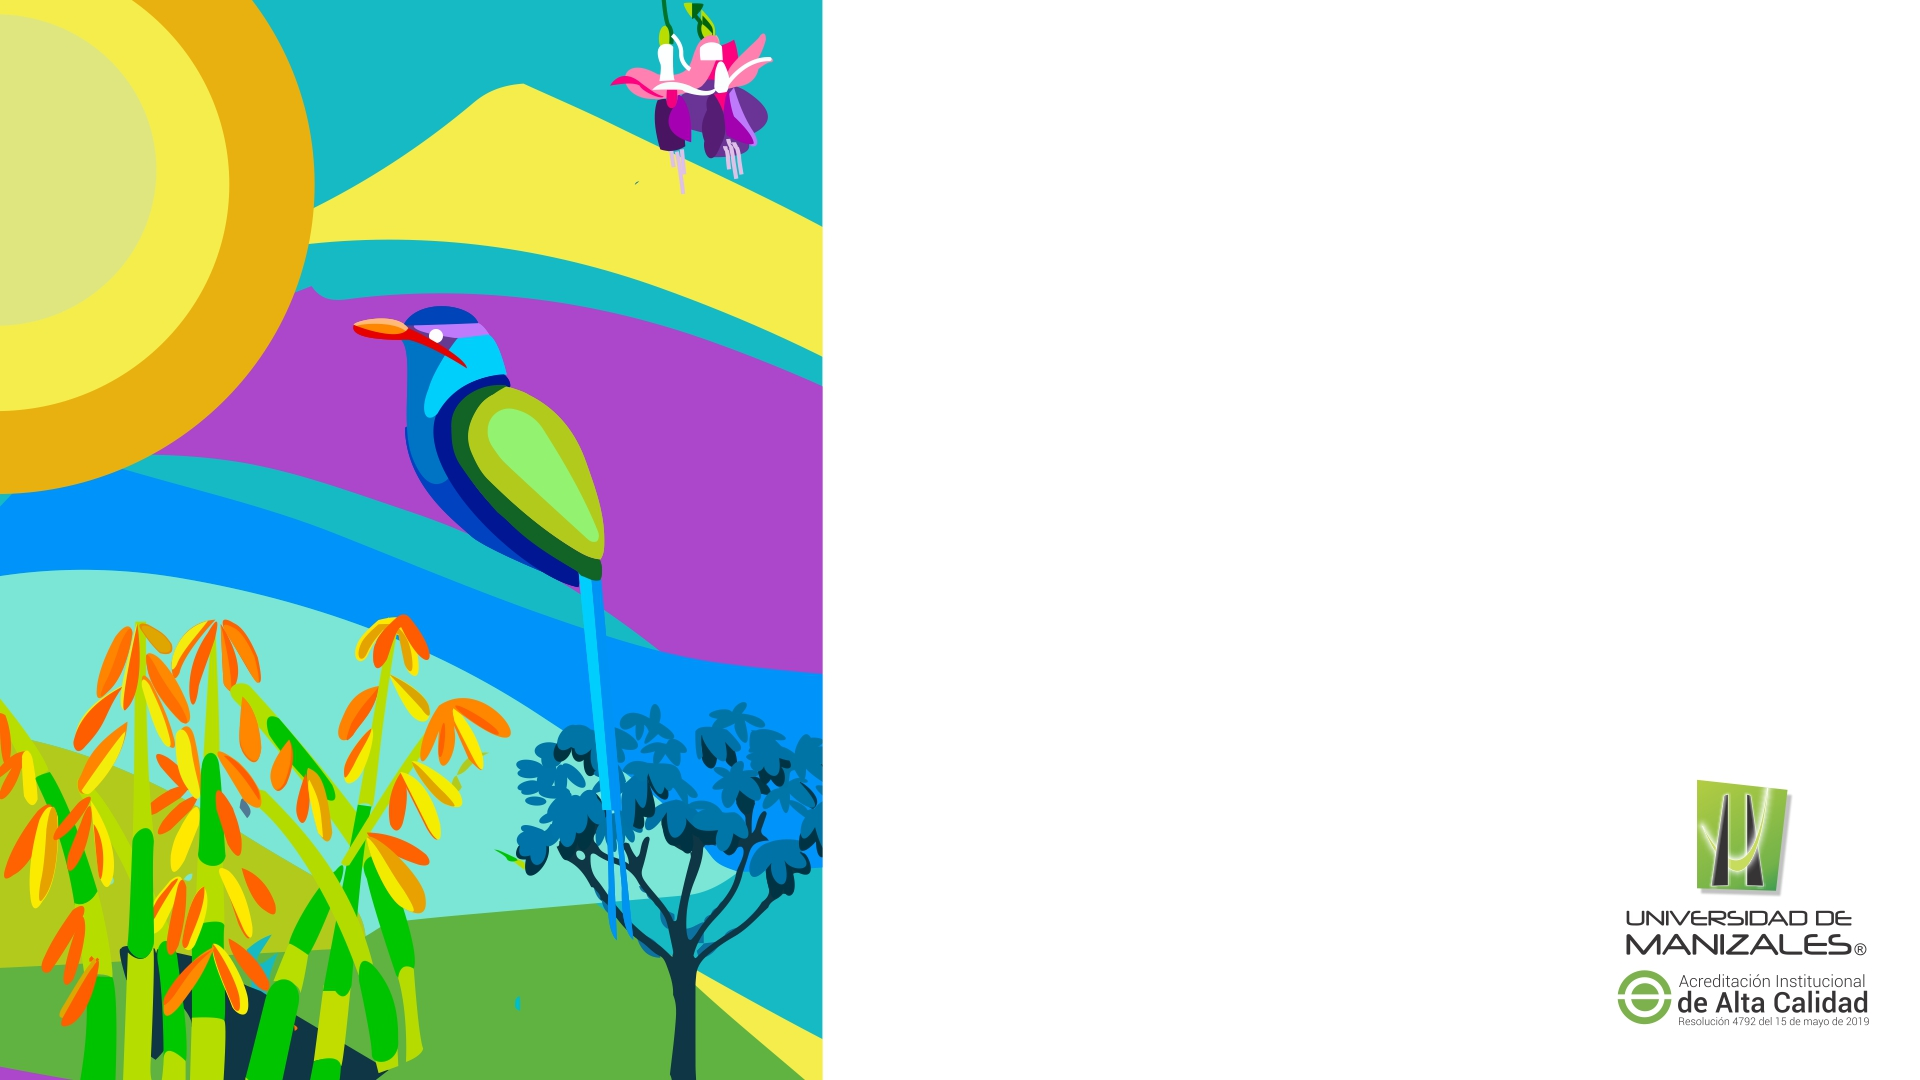 UNIVERSIDAD DE
MANIZALES®
Acreditación Institucional
de Alta Calidad
Resolución 4792 del 15 de mayo de 2019